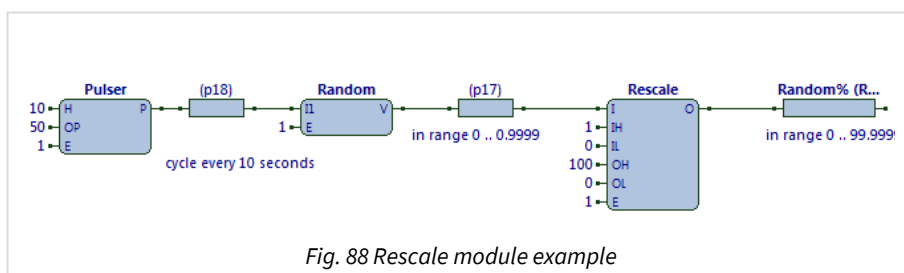 Pulser (p18) Random (p17) Rescale Random% (R...
10 H P I1 V I O
50 OP 1 E 1 IH
1 E in range 0 .. 0.9999 0 IL in range 0 .. 99.9999
cycle every 10 seconds 100 OH
0 OL
1 E
Fig. 88 Rescale module example